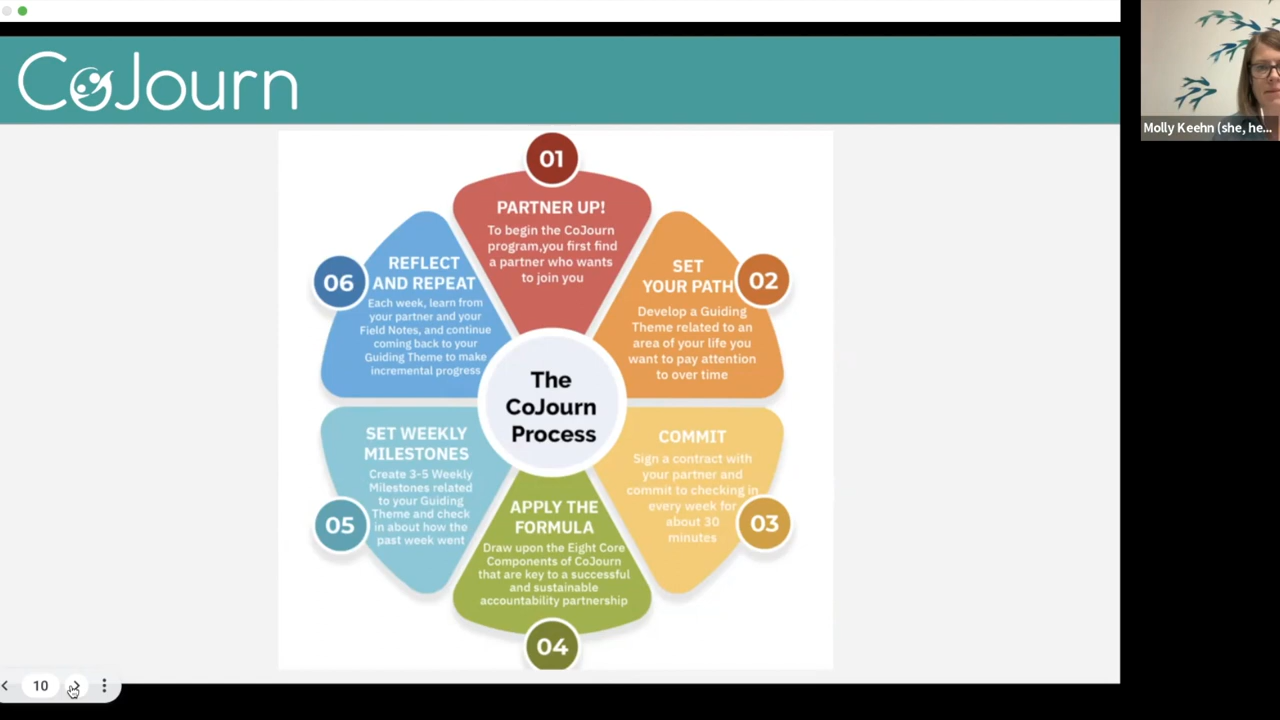 CoJourn
Molly Keehn (she, he...
01
PARTNER UP!
To begin the CoJourn
program,you first find
a partner who wants
to join you
02
SET
YOUR PATH
Develop a Guiding
Theme related to an
area of your life you
want to pay attention
to over time
03
COMMIT
Sign a contract with
your partner and
commit to checking in
every week for
about 30
minutes
04
APPLY THE
FORMULA
Draw upon the Eight Core
Components of CoJourn
that are key to a successful
and sustainable
accountability partnership
05
SET WEEKLY
MILESTONES
Create 3-5 Weekly
Milestones related
to your Guiding
Theme and check
in about how the
past week went
06
REFLECT
AND REPEAT
Each week, learn from
your partner and your
Field Notes, and continue
coming back to your
Guiding Theme to make
incremental progress
The
CoJourn
Process
10